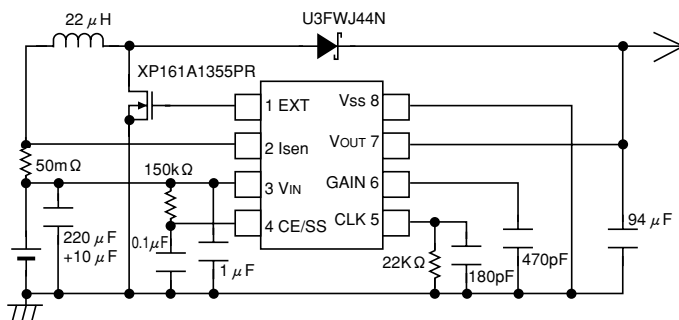 22 μH
U3FWJ44N
XP161A1355PR
1 EXT
Vss 8
2 Isen
VOUT 7
50mΩ
150kΩ
3 VIN
GAIN 6
4 CE/SS
CLK 5
220 μF
+10 μF
0.1μF
1 μF
22KΩ
180pF
470pF
94 μF